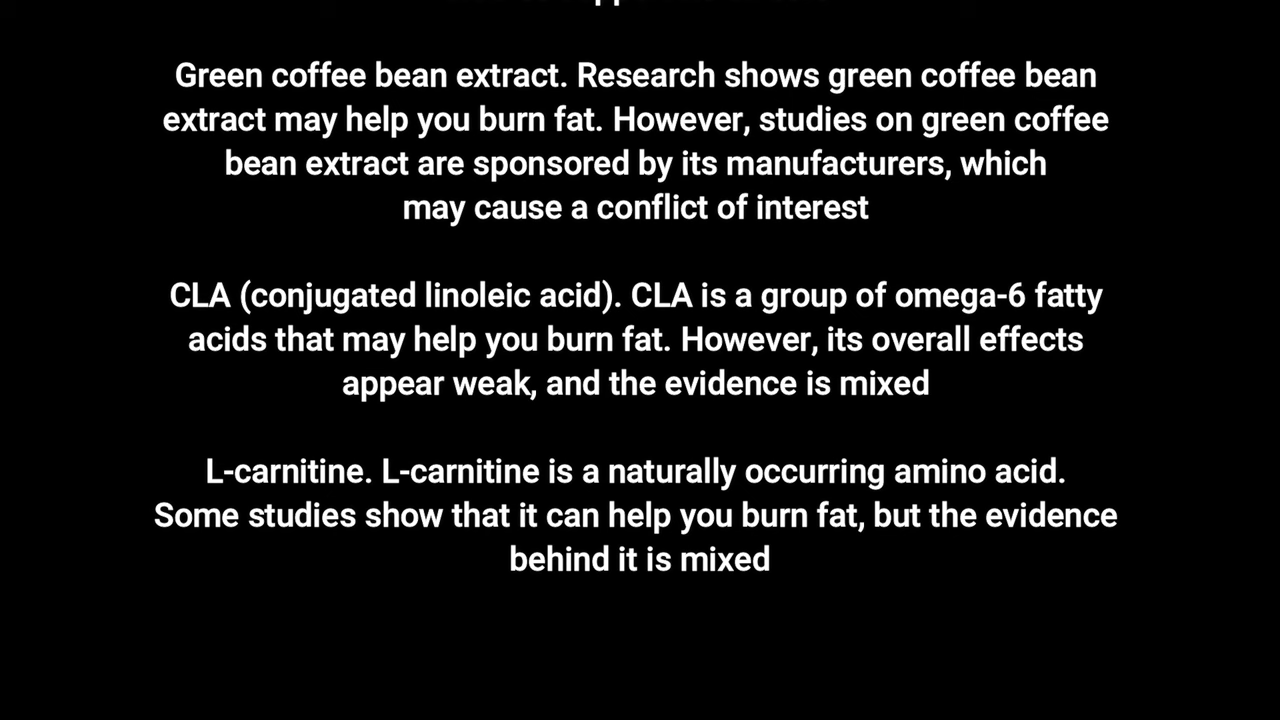 Green coffee bean extract. Research shows green coffee bean
extract may help you burn fat. However, studies on green coffee
bean extract are sponsored by its manufacturers, which
may cause a conflict of interest
CLA (conjugated linoleic acid). CLA is a group of omega-6 fatty
acids that may help you burn fat. However, its overall effects
appear weak, and the evidence is mixed
L-carnitine. L-carnitine is a naturally occurring amino acid.
Some studies show that it can help you burn fat, but the evidence
behind it is mixed